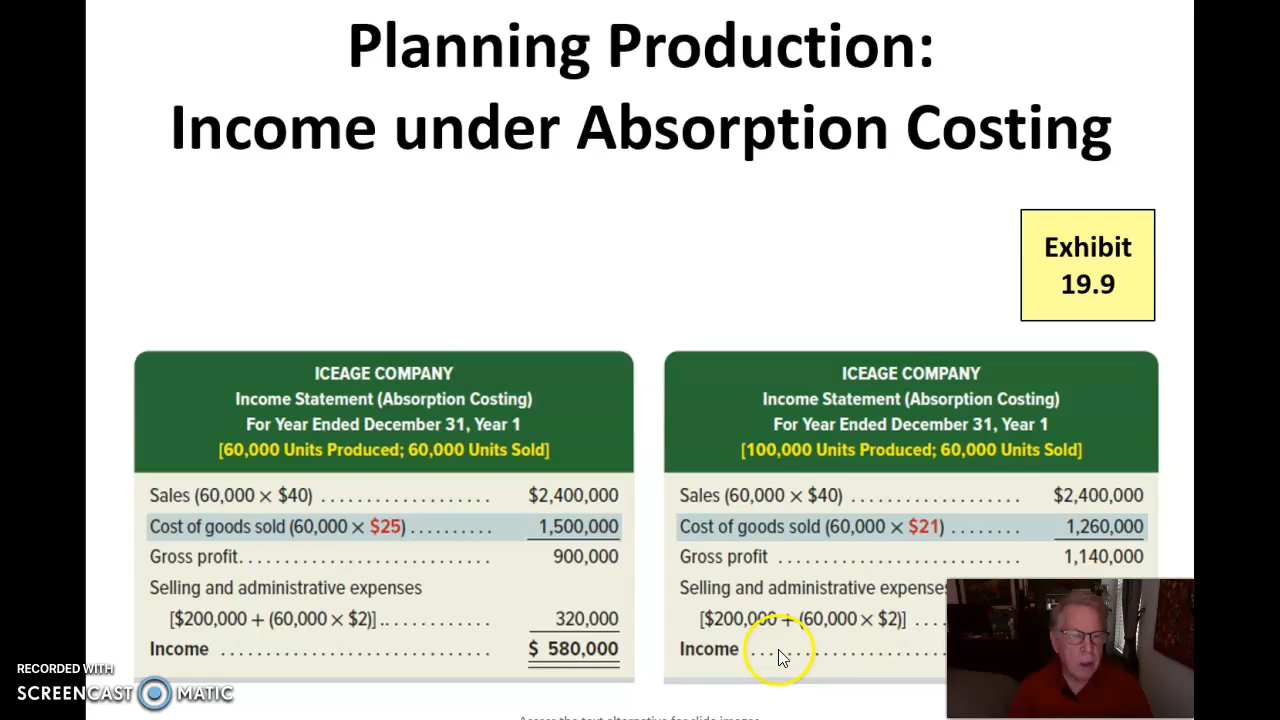 Planning Production:
Income under Absorption Costing
Exhibit
19.9
ICEAGE COMPANY
Income Statement (Absorption Costing)
For Year Ended December 31, Year 1
[60,000 Units Produced; 60,000 Units Sold]
Sales (60,000 × $40) .................... $2,400,000
Cost of goods sold (60,000 × $25) .......... 1,500,000
Gross profit. ............................ 900,000
Selling and administrative expenses
[$200,000 + (60,000 × $2)] .............. 320,000
Income .............................. $ 580,000
ICEAGE COMPANY
Income Statement (Absorption Costing)
For Year Ended December 31, Year 1
[100,000 Units Produced; 60,000 Units Sold]
Sales (60,000 × $40) .................... $2,400,000
Cost of goods sold (60,000 × $21) ......... 1,260,000
Gross profit ............................ 1,140,000
Selling and administrative expenses
[$200,000 + (60,000 × $2)] ....
Income ......................
RECORDED WITH
SCREENCAST MATIC